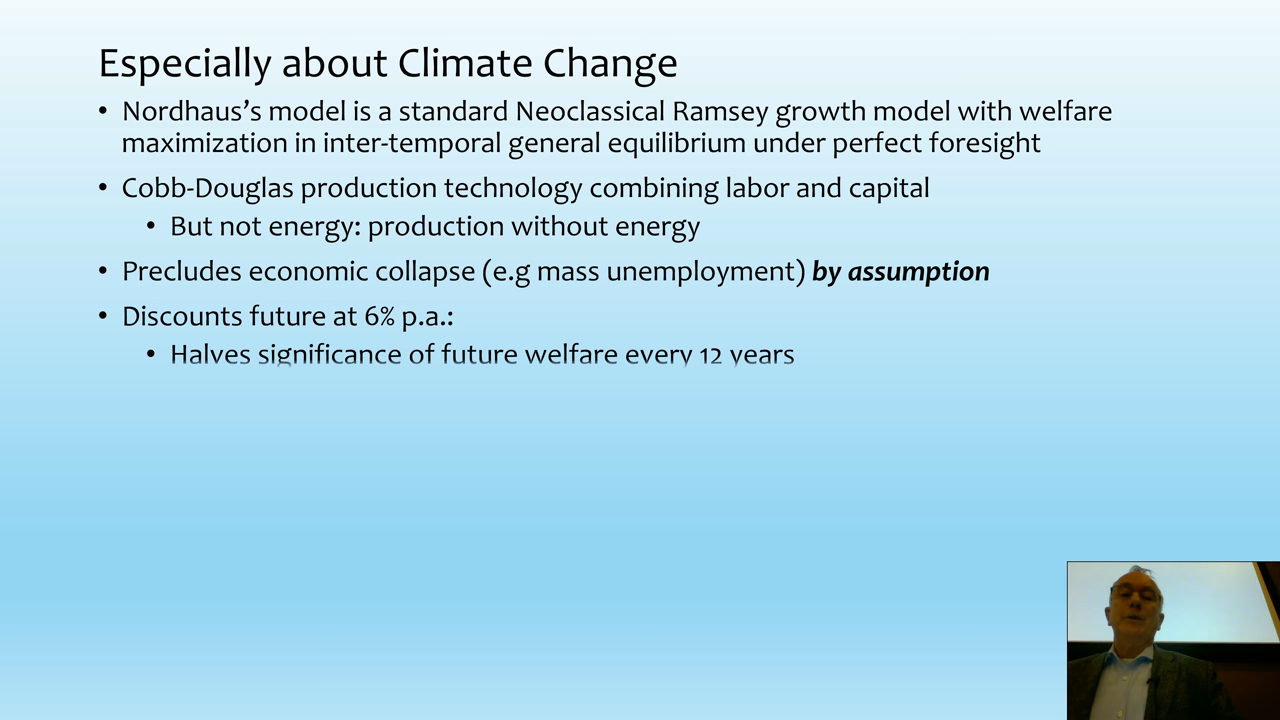 Especially about Climate Change
• Nordhaus’s model is a standard Neoclassical Ramsey growth model with welfare
maximization in inter-temporal general equilibrium under perfect foresight
• Cobb-Douglas production technology combining labor and capital
• But not energy: production without energy
• Precludes economic collapse (e.g mass unemployment) by assumption
• Discounts future at 6% p.a.:
• Halves significance of future welfare every 12 years